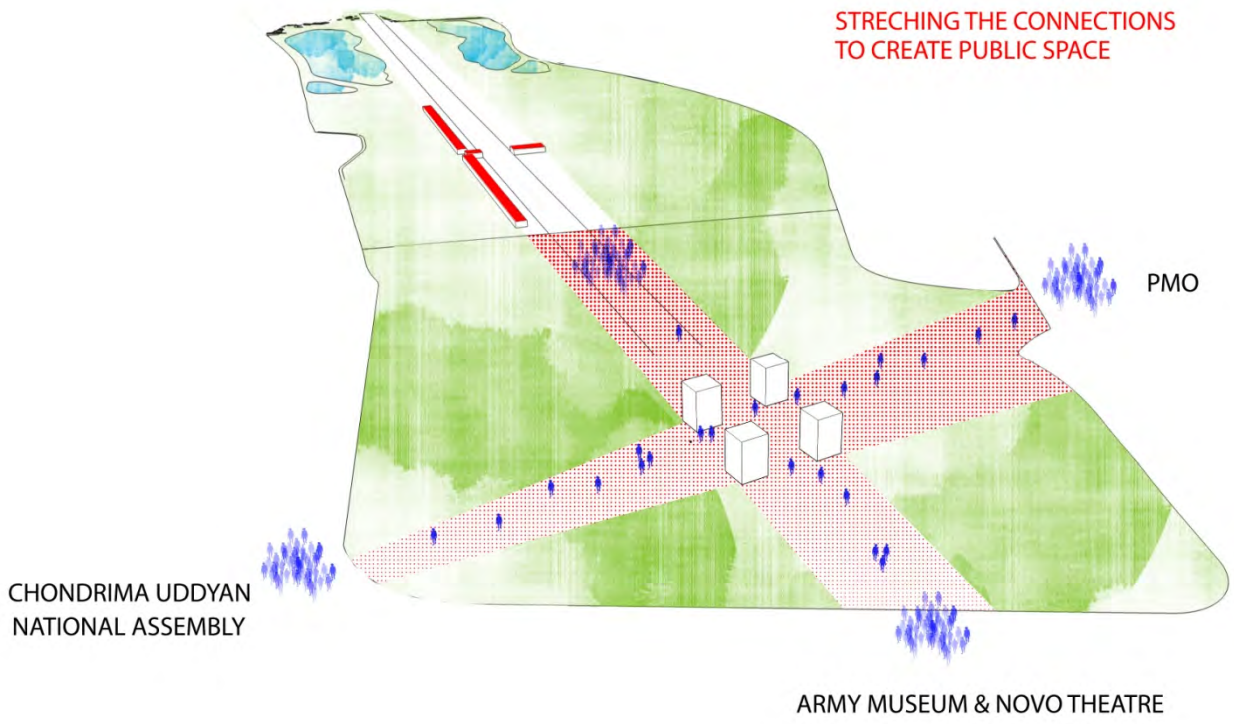 STRECHING THE CONNECTIONS
TO CREATE PUBLIC SPACE
PMO
CHONDRIMA UDDYAN
NATIONAL ASSEMBLY
ARMY MUSEUM & NOVO THEATRE